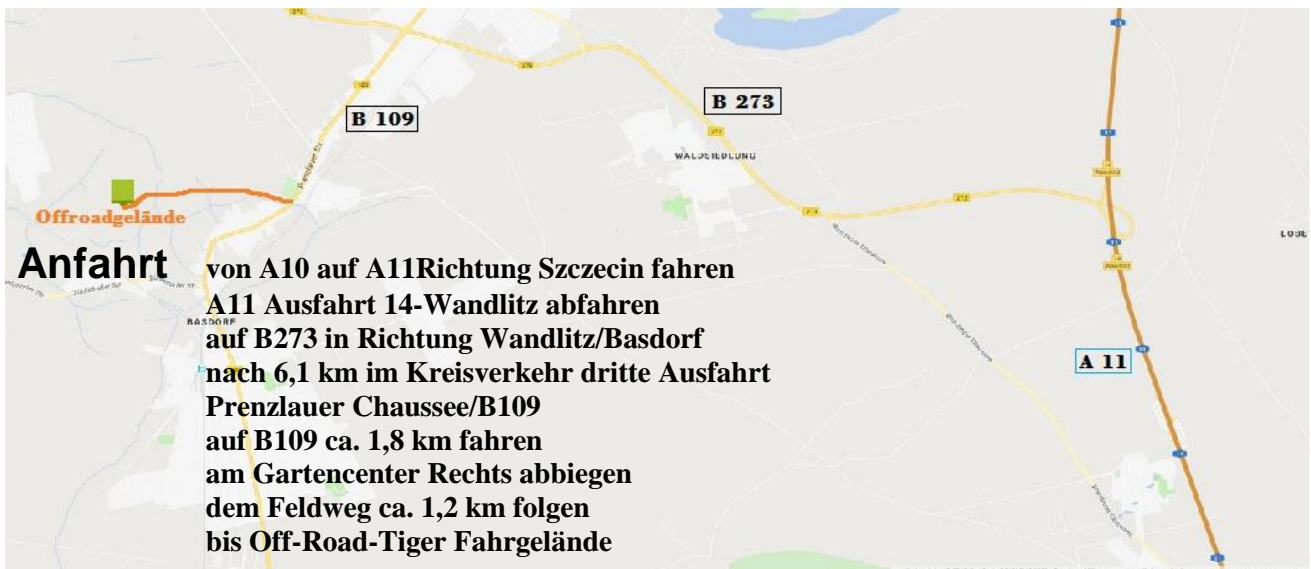 B 109
B 273
WALDSIEDLUNG
273
Offroadgelände
Anfahrt
von A10 auf A11Richtung Szczecin fahren
A11 Ausfahrt 14-Wandlitz abfahren
auf B273 in Richtung Wandlitz/Basdorf
BASDORF
nach 6,1 km im Kreisverkehr dritte Ausfahrt
A 11
Prenzlauer Chaussee/B109
auf B109 ca. 1,8 km fahren
am Gartencenter Rechts abbiegen
dem Feldweg ca. 1,2 km folgen
bis Off-Road-Tiger Fahrgelände